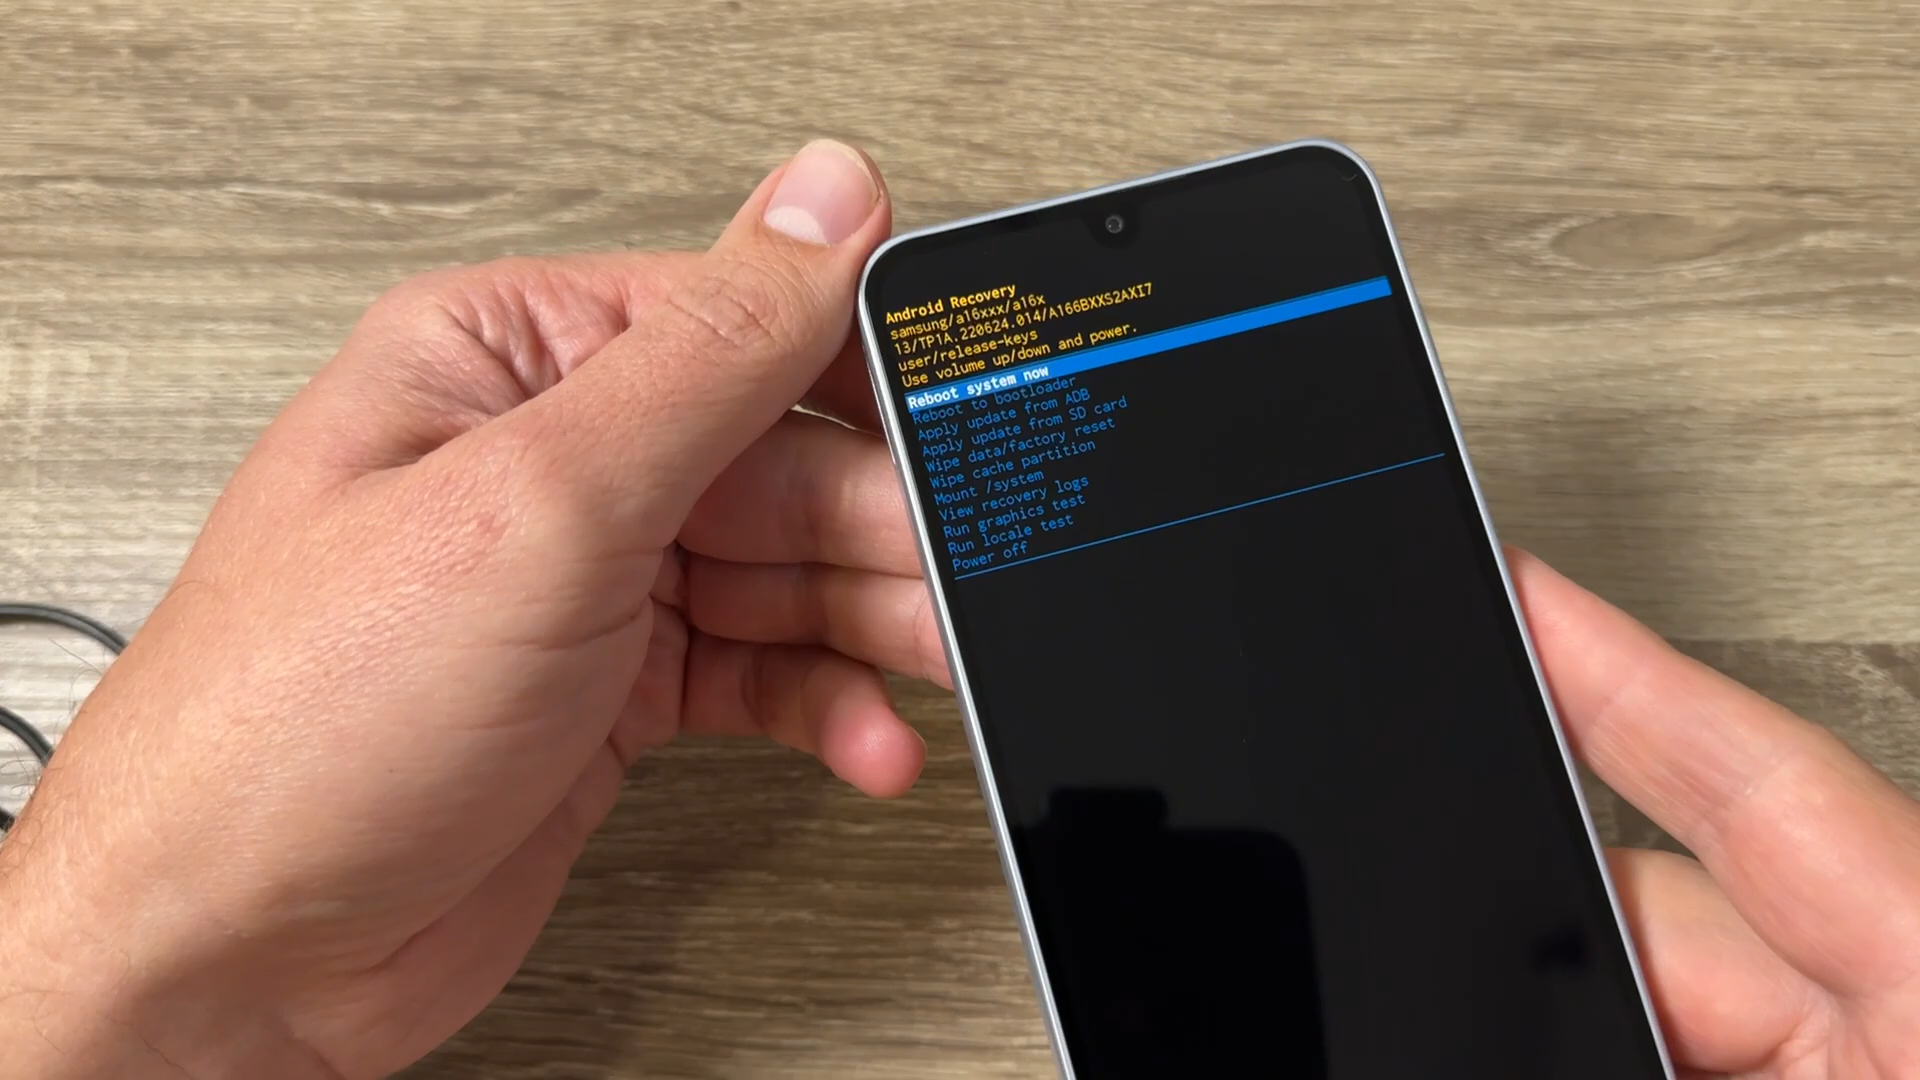 Android Recovery
samsung/a16xxx/a16x
13/TP1A.220624.014/A166BXXS2AXI7
user/release-keys
Use volume up/down and power.
Reboot system now
Reboot to bootloader
Apply update from ADB
Apply update from SD card
Wipe data/factory reset
Wipe cache partition
Mount /system
View recovery logs
Run graphics test
Run locale test
Power off